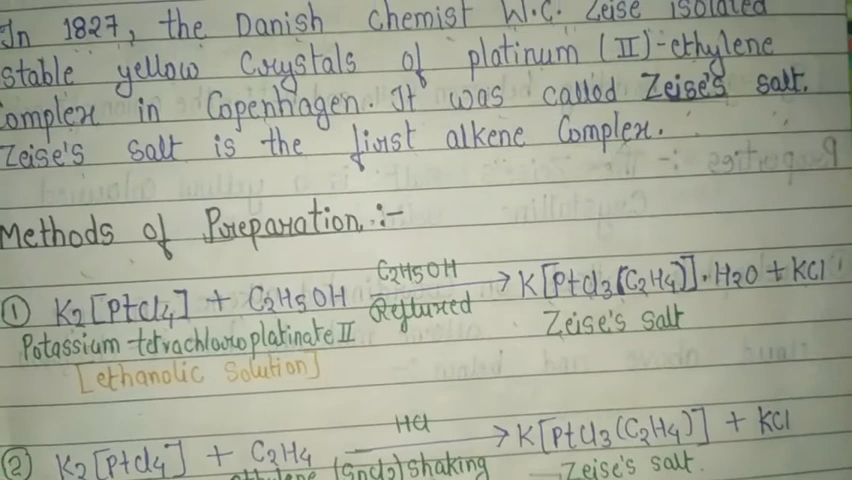 In 1827, the Danish chemist W.C. Zeise isolated
stable yellow Crystals of platinum (II)-ethylene
Complex in Copenhagen. It was called Zeise's salt.
Zeise's salt is the first alkene Complex.
Methods of Preparation :-
① K₂[PtCl₄] + C₂H₅OH C₂H₅OH Refluxed → K[PtCl₃(C₂H₄)]·H₂O + KCl
Potassium tetrachloroplatinate II Zeise's salt
[ethanolic Solution]
② K₂[PtCl₄] + C₂H₄ HCl → K[PtCl₃(C₂H₄)] + KCl
ethylene (SnCl₂) shaking Zeise's salt.